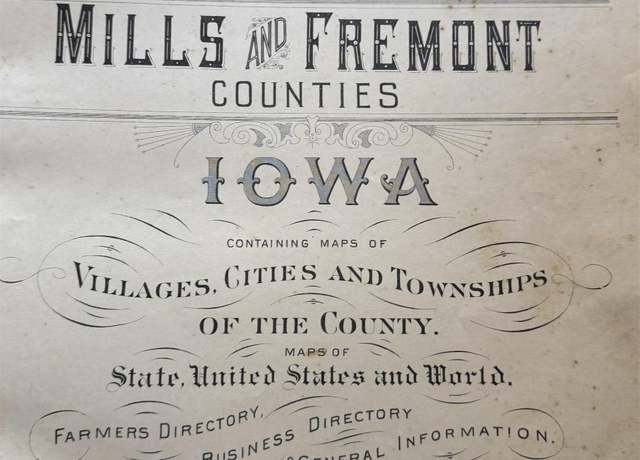 MILLS AND FREMONT
COUNTIES
IOWA
CONTAINING MAPS OF
VILLAGES, CITIES AND TOWNSHIPS
OF THE COUNTY.
MAPS OF
State, United States and World.
FARMERS DIRECTORY,
BUSINESS DIRECTORY
GENERAL INFORMATION.